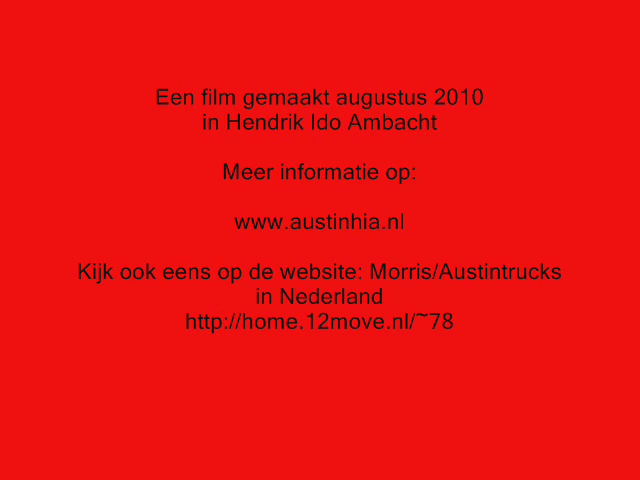 Een film gemaakt augustus 2010
in Hendrik Ido Ambacht
Meer informatie op:
www.austinhia.nl
Kijk ook eens op de website: Morris/Austintrucks
in Nederland
http://home.12move.nl/~78